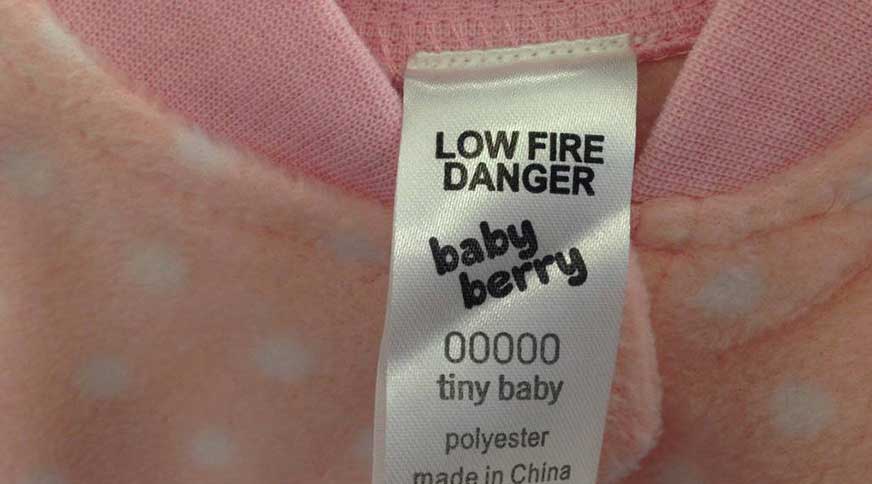 LOW FIRE
DANGER
baby
berry
00000
tiny baby
polyester
made in China